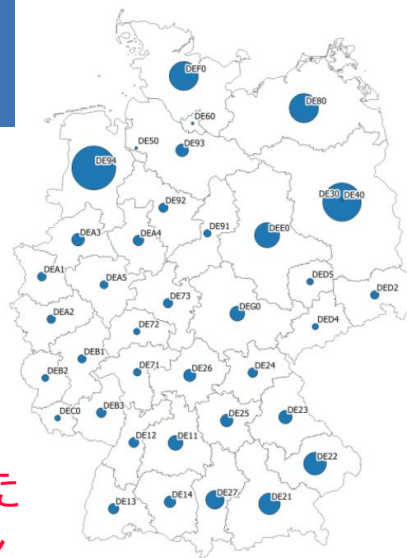 DEF0
DE80
DE60
DE50
DE93
DE94
DE30
DE40
DE92
DE91
DEE0
DEA3
DEA4
DEA1
DEA5
DED5
DED2
DE73
DEG0
DEA2
DE72
DED4
DEB1
DE71
DE26
DE24
DEB2
DEC0
DEB3
DE25
DE23
DE12
DE11
DE22
DE13
DE14
DE27
DE21
た